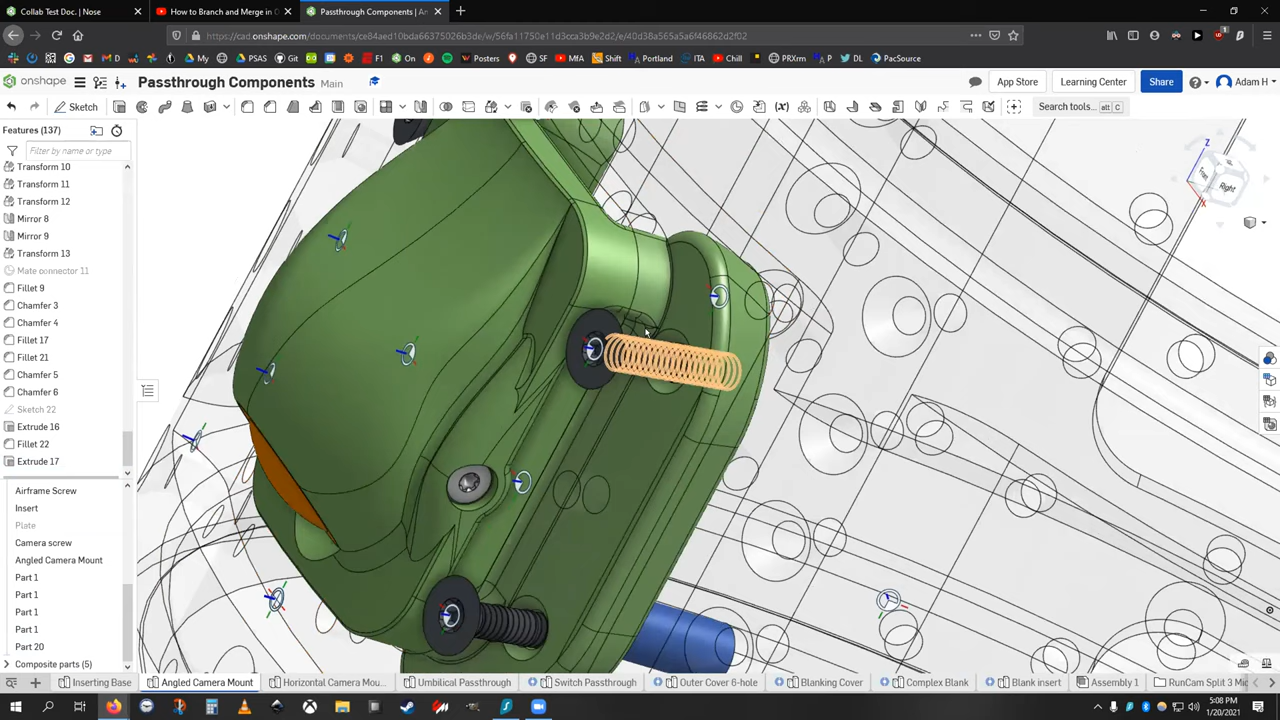 Collab Test Doc. | Nose
How to Branch and Merge in O
Passthrough Components | An
https://cad.onshape.com/documents/ce84aed10bda66375026b3de/w/56fa11750e11d3cca3b9e2d2/e/40d38a565a5a6f46862d2f02
M D
W
PSAS
Git
F1
On
P
Posters
SF
MfA
Shift
Portland
ITA
Chill
PRXrm
P
DL
PacSource
onshape
Passthrough Components Main
App Store
Learning Center
Share
Adam H
Sketch
Search tools...
alt
C
Features (137)
Filter by name or type
Transform 10
Transform 11
Transform 12
Mirror 8
Mirror 9
Transform 13
Mate connector 11
Fillet 9
Chamfer 3
Chamfer 4
Fillet 17
Fillet 21
Chamfer 5
Chamfer 6
Sketch 22
Extrude 16
Fillet 22
Extrude 17
Airframe Screw
Insert
Plate
Camera screw
Angled Camera Mount
Part 1
Part 1
Part 1
Part 1
Part 20
Composite parts (5)
Z
X
Front
Right
Inserting Base
Angled Camera Mount
Horizontal Camera Mou...
Umbilical Passthrough
Switch Passthrough
Outer Cover 6-hole
Blanking Cover
Complex Blank
Blank insert
Assembly 1
RunCam Split 3 Mic
5:08 PM
1/20/2021